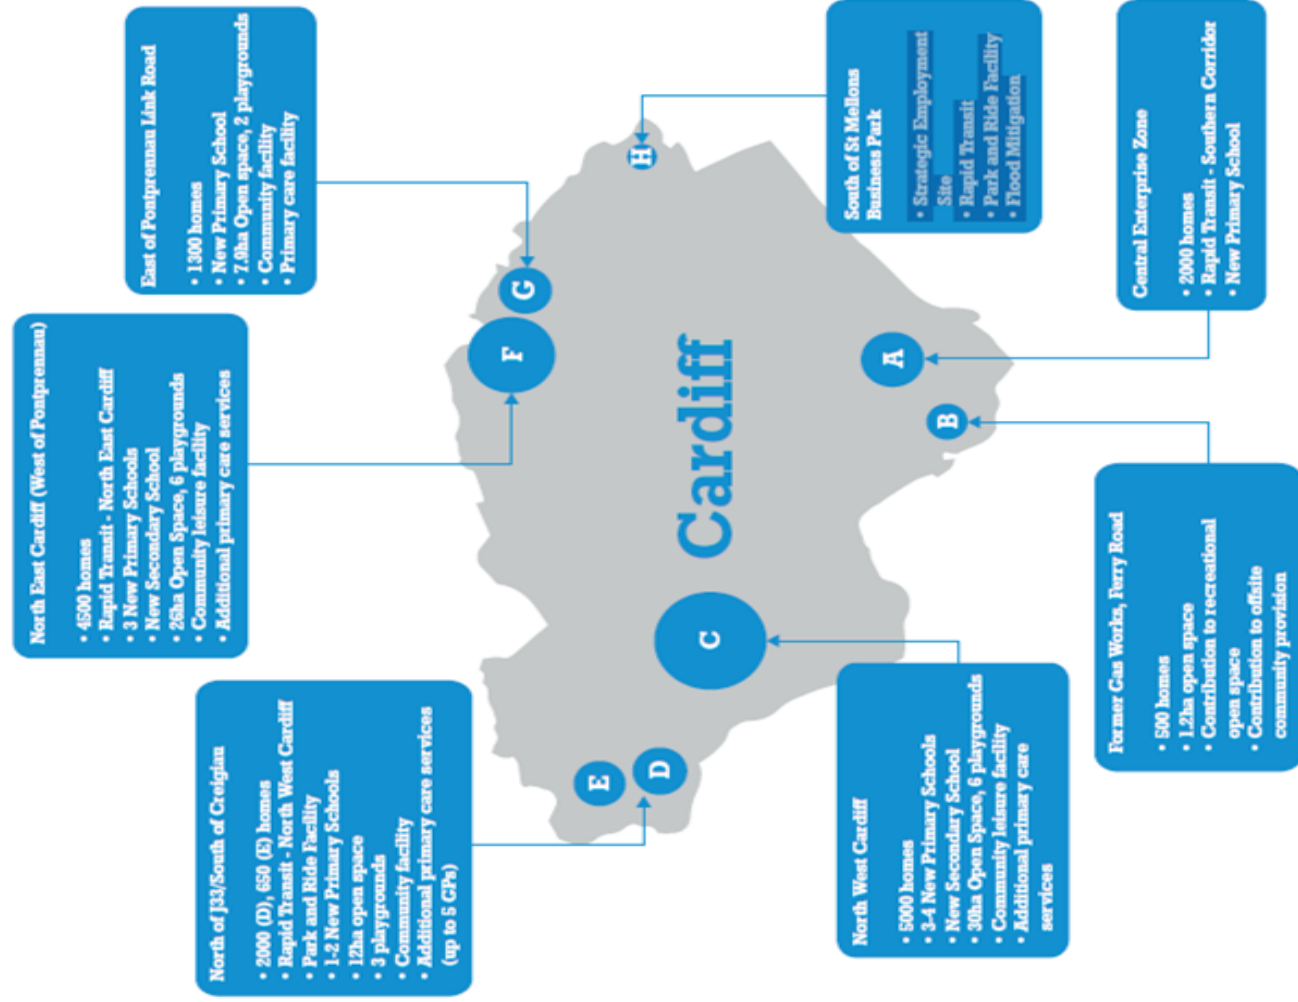 North of J33/South of Creigian
• 2000 (D), 650 (E) homes
• Rapid Transit - North West Cardiff
• Park and Ride Facility
• 1-2 New Primary Schools
• 12ha open space
• 3 playgrounds
• Community facility
• Additional primary care services
(up to 5 GPs)
North East Cardiff (West of Pontprennau)
• 4500 homes
• Rapid Transit - North East Cardiff
• 3 New Primary Schools
• New Secondary School
• 26ha Open Space, 6 playgrounds
• Community leisure facility
• Additional primary care services
East of Pontprennau Link Road
• 1300 homes
• New Primary School
• 7.9ha Open space, 2 playgrounds
• Community facility
• Primary care facility
E
D
C
F
G
H
Cardiff
B
A
North West Cardiff
• 5000 homes
• 3-4 New Primary Schools
• New Secondary School
• 30ha Open Space, 6 playgrounds
• Community leisure facility
• Additional primary care
services
Former Gas Works, Ferry Road
• 500 homes
• 1.2ha open space
• Contribution to recreational
open space
• Contribution to offsite
community provision
South of St Mellons
Business Park
• Strategic Employment
Site
• Rapid Transit
• Park and Ride Facility
• Flood Mitigation
Central Enterprise Zone
• 2000 homes
• Rapid Transit - Southern Corridor
• New Primary School